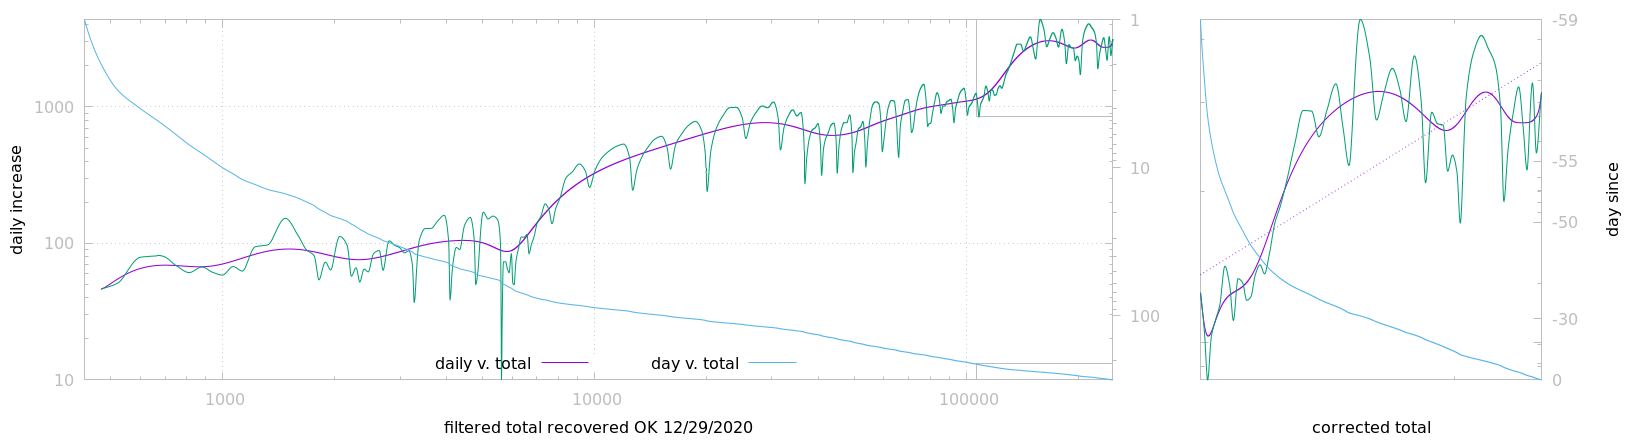 daily increase
1000
100
10
1
10
100
daily v. total
day v. total
1000
10000
100000
filtered total recovered OK 12/29/2020
-59
-55
-50
-30
0
day since
corrected total